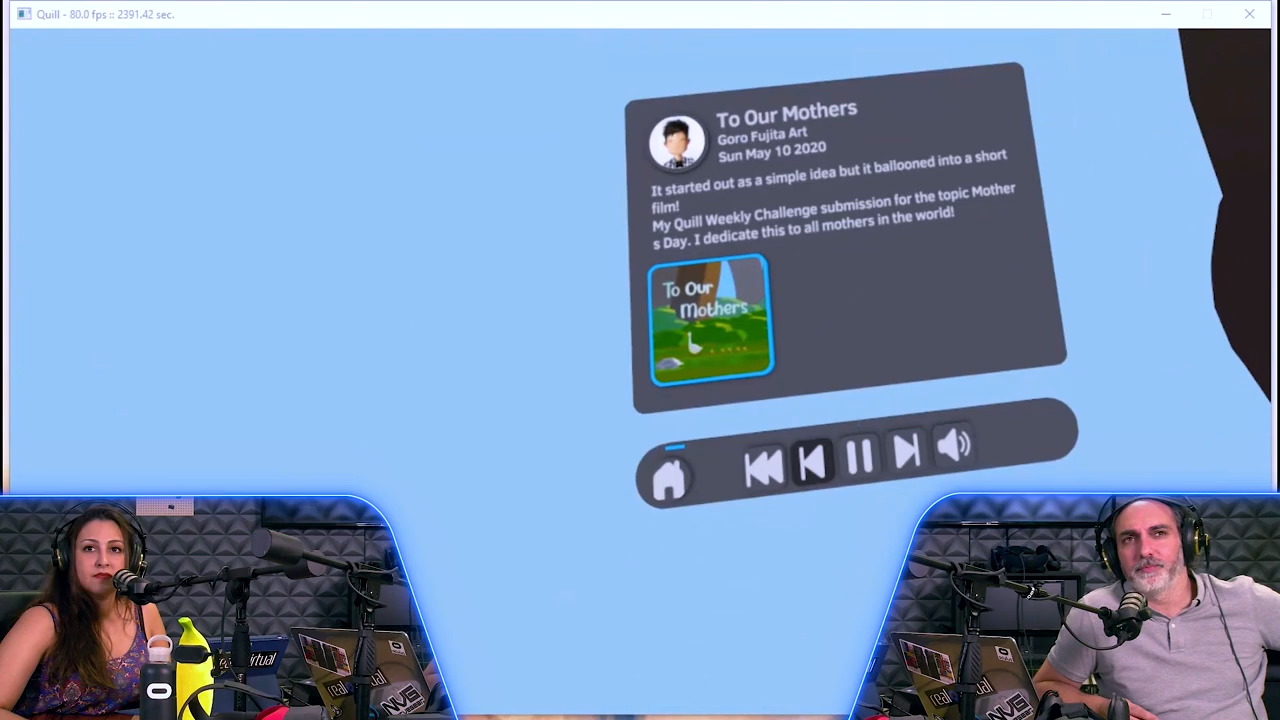 Quill - 80.0 fps :: 2391.42 sec.
To Our Mothers
Goro Fujita Art
Sun May 10 2020
It started out as a simple idea but it ballooned into a short
film!
My Quill Weekly Challenge submission for the topic Mother
s Day. I dedicate this to all mothers in the world!
To Our
Mothers
NVE